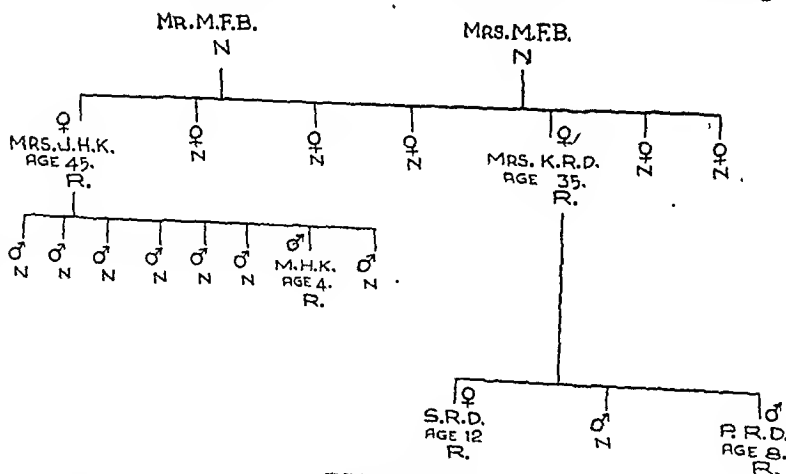 MR. M.F.B. MRS. M.F.B.
N N
♀ ♀ ♀ ♀ ♀ ♀ ♀
MRS. J.H.K. N N N MRS. K.R.D. N N
AGE 45. AGE 35.
R. R.
♂ ♂ ♂ ♂ ♂ ♂ ♂ ♂
N N N N N N M.H.K. N
AGE 4.
R.
♀ ♂ ♂
S.R.D. N P.R.D.
AGE 12 AGE 8.
R. R.